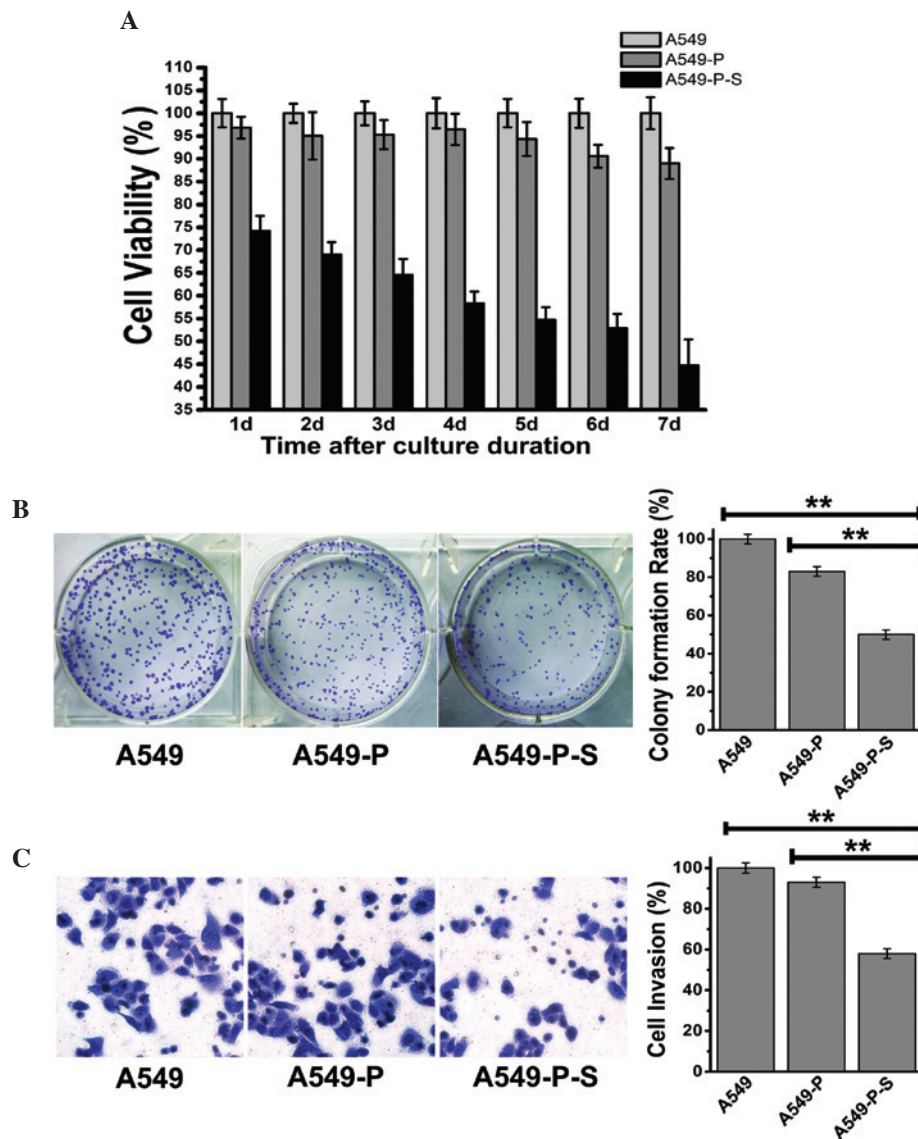 A
A549
A549-P
A549-P-S
Cell Viability (%)
110
105
100
95
90
85
80
75
70
65
60
55
50
45
40
35
1d 2d 3d 4d 5d 6d 7d
Time after culture duration
B
A549 A549-P A549-P-S
Colony formation Rate (%)
**
**
100
80
60
40
20
0
A549 A549-P A549-P-S
C
A549 A549-P A549-P-S
Cell Invasion (%)
**
**
100
80
60
40
20
0
A549 A549-P A549-P-S